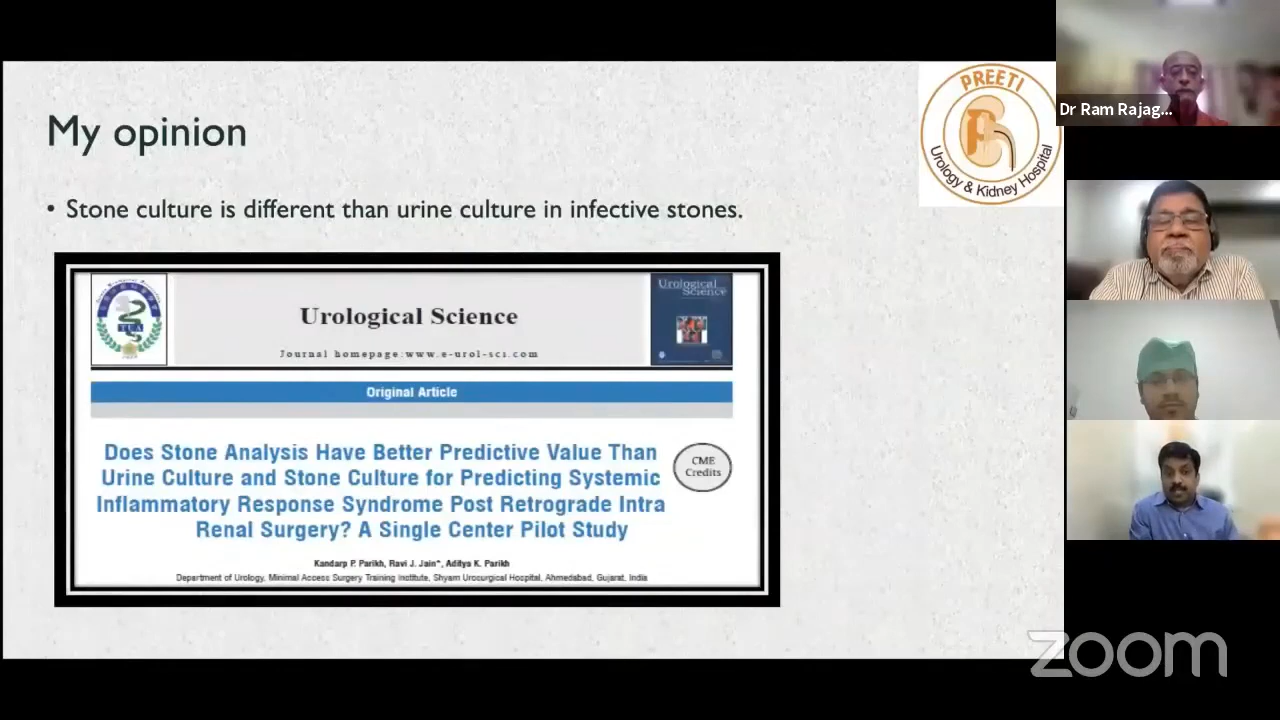 My opinion
• Stone culture is different than urine culture in infective stones.
PREETI
Urology & Kidney Hospital
Dr Ram Rajag...
TUA
Urological Science
Journal homepage:www.e-urol-sci.com
Urological
Science
Original Article
Does Stone Analysis Have Better Predictive Value Than
Urine Culture and Stone Culture for Predicting Systemic
Inflammatory Response Syndrome Post Retrograde Intra
Renal Surgery? A Single Center Pilot Study
CME
Credits
Kandarp P. Parikh, Ravi J. Jain*, Aditya K. Parikh
Department of Urology, Minimal Access Surgery Training Institute, Shyam Urosurgical Hospital, Ahmedabad, Gujarat, India
zoom